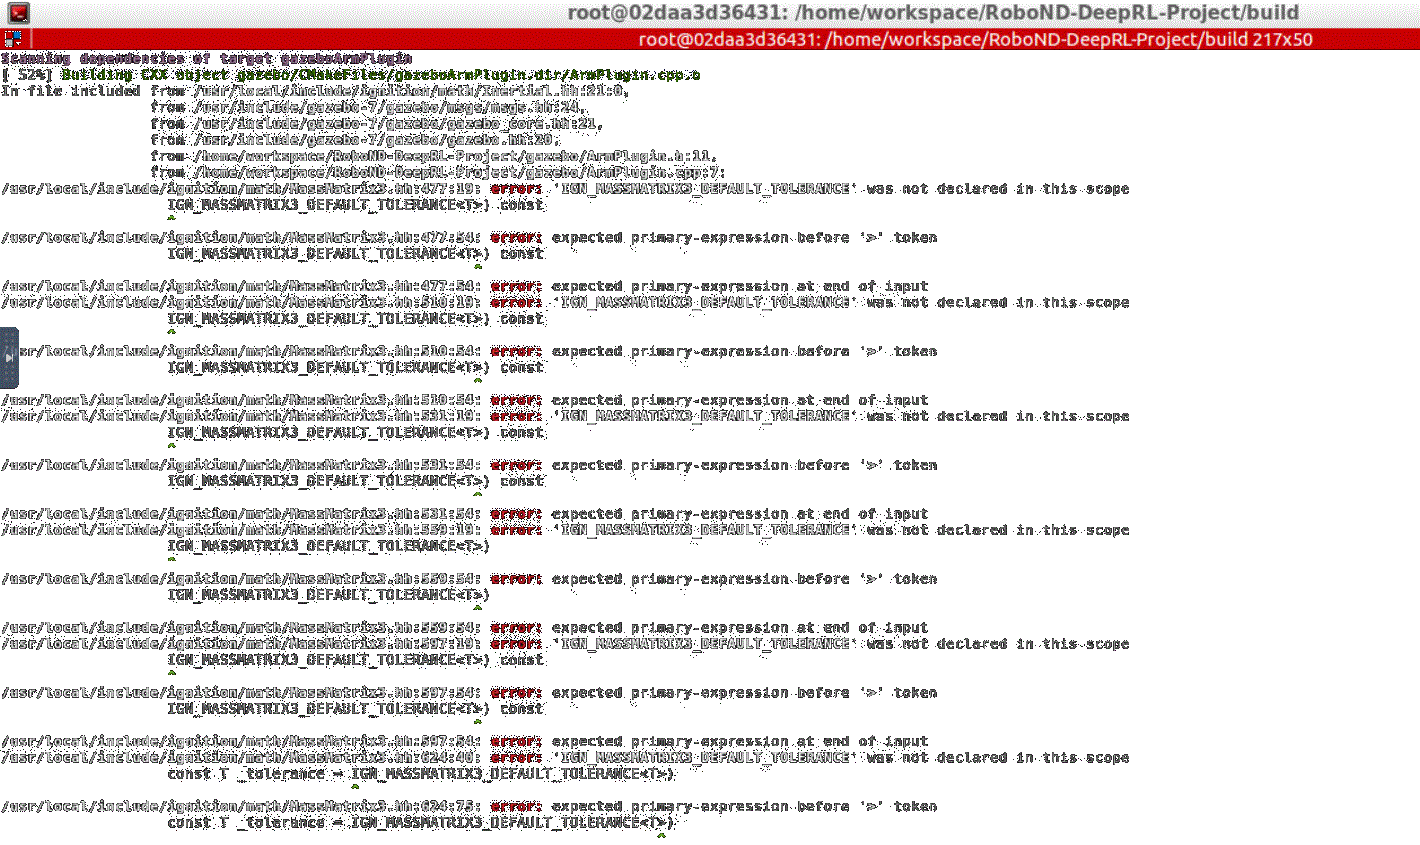 root@02daa3d36431: /home/workspace/RoboND-DeepRL-Project/build
root@02daa3d36431: /home/workspace/RoboND-DeepRL-Project/build 217x50
Scanning dependencies of target gazeboArmPlugin
[ 52%] Building CXX object gazebo/CMakeFiles/gazeboArmPlugin.dir/ArmPlugin.cpp.o
In file included from /usr/local/include/ignition/math/Inertial.hh:21:0,
from /usr/include/gazebo-7/gazebo/msgs/msgs.hh:24,
from /usr/include/gazebo-7/gazebo/gazebo_core.hh:21,
from /usr/include/gazebo-7/gazebo/gazebo.hh:20,
from /home/workspace/RoboND-DeepRL-Project/gazebo/ArmPlugin.h:11,
from /home/workspace/RoboND-DeepRL-Project/gazebo/ArmPlugin.cpp:7:
/usr/local/include/ignition/math/MassMatrix3.hh:477:19: error: 'IGN_MASSMATRIX3_DEFAULT_TOLERANCE' was not declared in this scope
IGN_MASSMATRIX3_DEFAULT_TOLERANCE<T>) const
^
/usr/local/include/ignition/math/MassMatrix3.hh:477:54: error: expected primary-expression before '>' token
IGN_MASSMATRIX3_DEFAULT_TOLERANCE<T>) const
^
/usr/local/include/ignition/math/MassMatrix3.hh:477:54: error: expected primary-expression at end of input
/usr/local/include/ignition/math/MassMatrix3.hh:510:19: error: 'IGN_MASSMATRIX3_DEFAULT_TOLERANCE' was not declared in this scope
IGN_MASSMATRIX3_DEFAULT_TOLERANCE<T>) const
^
sr/local/include/ignition/math/MassMatrix3.hh:510:54: error: expected primary-expression before '>' token
IGN_MASSMATRIX3_DEFAULT_TOLERANCE<T>) const
^
/usr/local/include/ignition/math/MassMatrix3.hh:510:54: error: expected primary-expression at end of input
/usr/local/include/ignition/math/MassMatrix3.hh:531:19: error: 'IGN_MASSMATRIX3_DEFAULT_TOLERANCE' was not declared in this scope
IGN_MASSMATRIX3_DEFAULT_TOLERANCE<T>) const
^
/usr/local/include/ignition/math/MassMatrix3.hh:531:54: error: expected primary-expression before '>' token
IGN_MASSMATRIX3_DEFAULT_TOLERANCE<T>) const
^
/usr/local/include/ignition/math/MassMatrix3.hh:531:54: error: expected primary-expression at end of input
/usr/local/include/ignition/math/MassMatrix3.hh:559:19: error: 'IGN_MASSMATRIX3_DEFAULT_TOLERANCE' was not declared in this scope
IGN_MASSMATRIX3_DEFAULT_TOLERANCE<T>)
^
/usr/local/include/ignition/math/MassMatrix3.hh:559:54: error: expected primary-expression before '>' token
IGN_MASSMATRIX3_DEFAULT_TOLERANCE<T>)
^
/usr/local/include/ignition/math/MassMatrix3.hh:559:54: error: expected primary-expression at end of input
/usr/local/include/ignition/math/MassMatrix3.hh:597:19: error: 'IGN_MASSMATRIX3_DEFAULT_TOLERANCE' was not declared in this scope
IGN_MASSMATRIX3_DEFAULT_TOLERANCE<T>) const
^
/usr/local/include/ignition/math/MassMatrix3.hh:597:54: error: expected primary-expression before '>' token
IGN_MASSMATRIX3_DEFAULT_TOLERANCE<T>) const
^
/usr/local/include/ignition/math/MassMatrix3.hh:597:54: error: expected primary-expression at end of input
/usr/local/include/ignition/math/MassMatrix3.hh:624:40: error: 'IGN_MASSMATRIX3_DEFAULT_TOLERANCE' was not declared in this scope
const T _tolerance = IGN_MASSMATRIX3_DEFAULT_TOLERANCE<T>)
^
/usr/local/include/ignition/math/MassMatrix3.hh:624:75: error: expected primary-expression before '>' token
const T _tolerance = IGN_MASSMATRIX3_DEFAULT_TOLERANCE<T>)
^